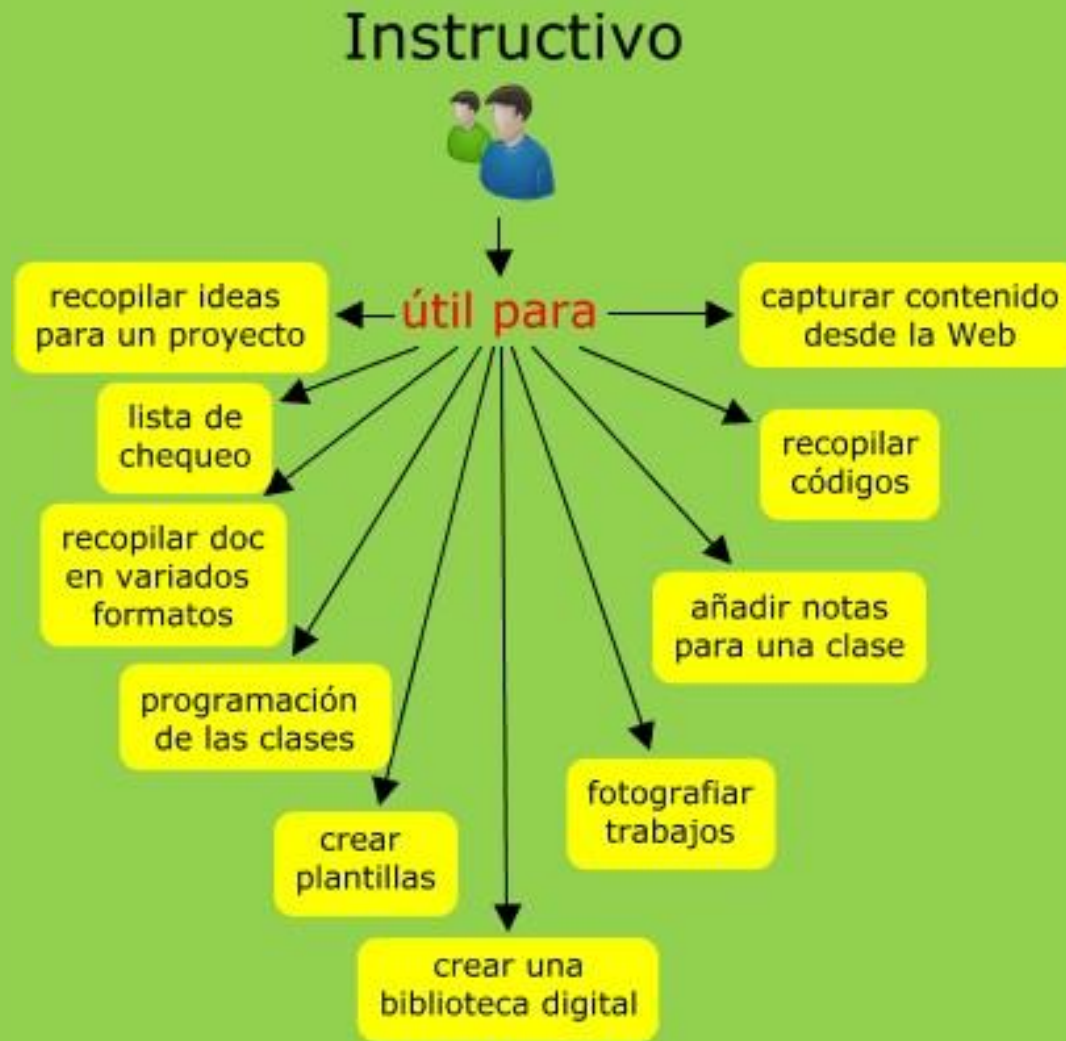 Instructivo
útil para
recopilar ideas
para un proyecto
lista de
chequeo
recopilar doc
en variados
formatos
programación
de las clases
crear
plantillas
crear una
biblioteca digital
fotografiar
trabajos
añadir notas
para una clase
recopilar
códigos
capturar contenido
desde la Web